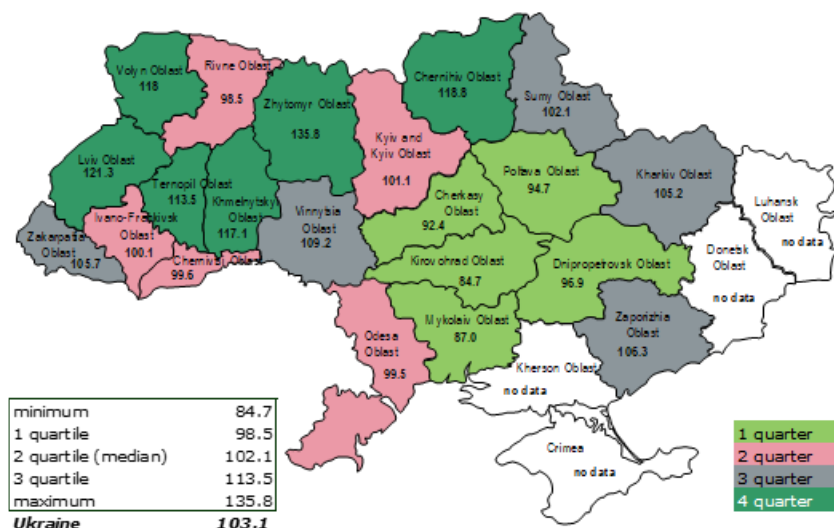 Volyn Oblast
118
Rivne Oblast
98.5
Zhytomyr Oblast
135.8
Kyiv and
Kyiv Oblast
101.1
Chernihiv Oblast
118.8
Sumy Oblast
102.1
Lviv Oblast
121.3
Ternopil Oblast
113.5
Khmelnytskyi
Oblast
117.1
Vinnytsia
Oblast
109.2
Cherkasy
Oblast
92.4
Poltava Oblast
94.7
Kharkiv Oblast
105.2
Luhansk
Oblast
no data
Zakarpattia
Oblast
105.7
Ivano-Frankivsk
Oblast
100.1
Chernivtsi Oblast
99.6
Kirovohrad Oblast
84.7
Dnipropetrovsk Oblast
96.9
Donetsk
Oblast
no data
Odesa
Oblast
99.5
Mykolaiv Oblast
87.0
Zaporizhia
Oblast
106.3
Kherson Oblast
no data
Crimea
no data
minimum 84.7
1 quartile 98.5
2 quartile (median) 102.1
3 quartile 113.5
maximum 135.8
Ukraine 103.1
1 quarter
2 quarter
3 quarter
4 quarter